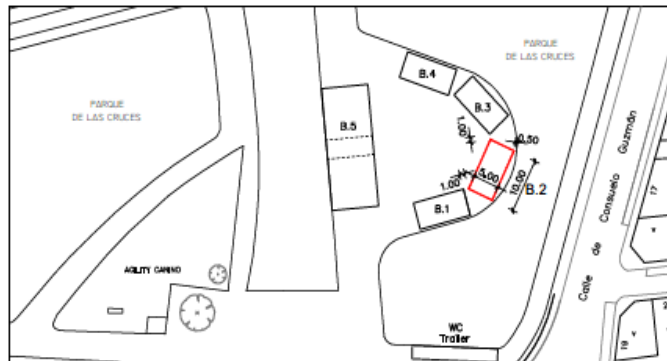 PARQUE
DE LAS CRUCES
PARQUE
DE LAS CRUCES
B.4
B.3
B.5
1.00
0.50
5.00
1.00
10.00
B.2
B.1
AGILITY CANINO
WC
Trailer
Calle de Consuelo Guzmán
17
V
19
V
2